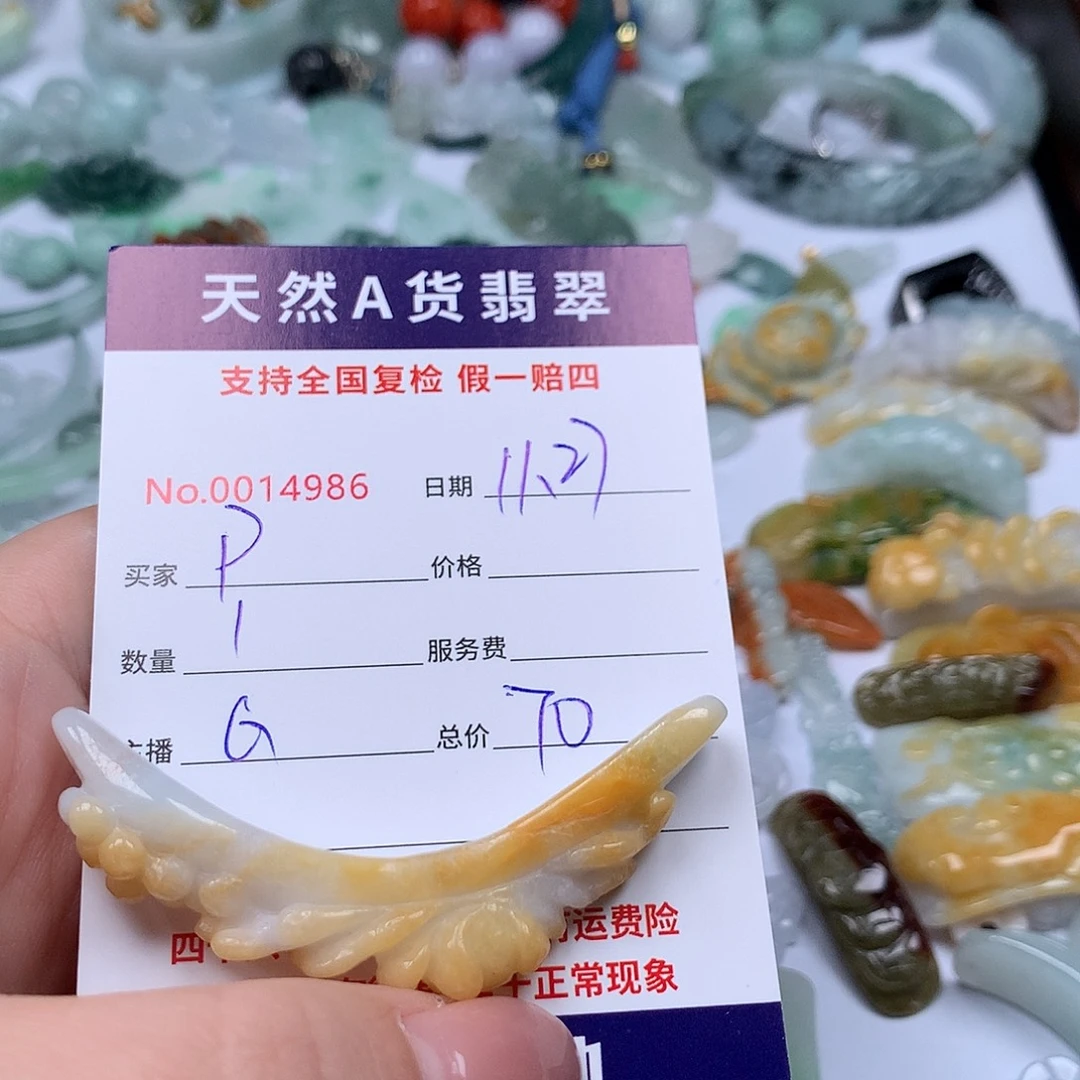 天然A货翡翠
支持全国复检 假一赔四
No.0014986 日期 11.27
买家 P 价格
数量 1 服务费
主播 G 总价 70
运费险
正常现象